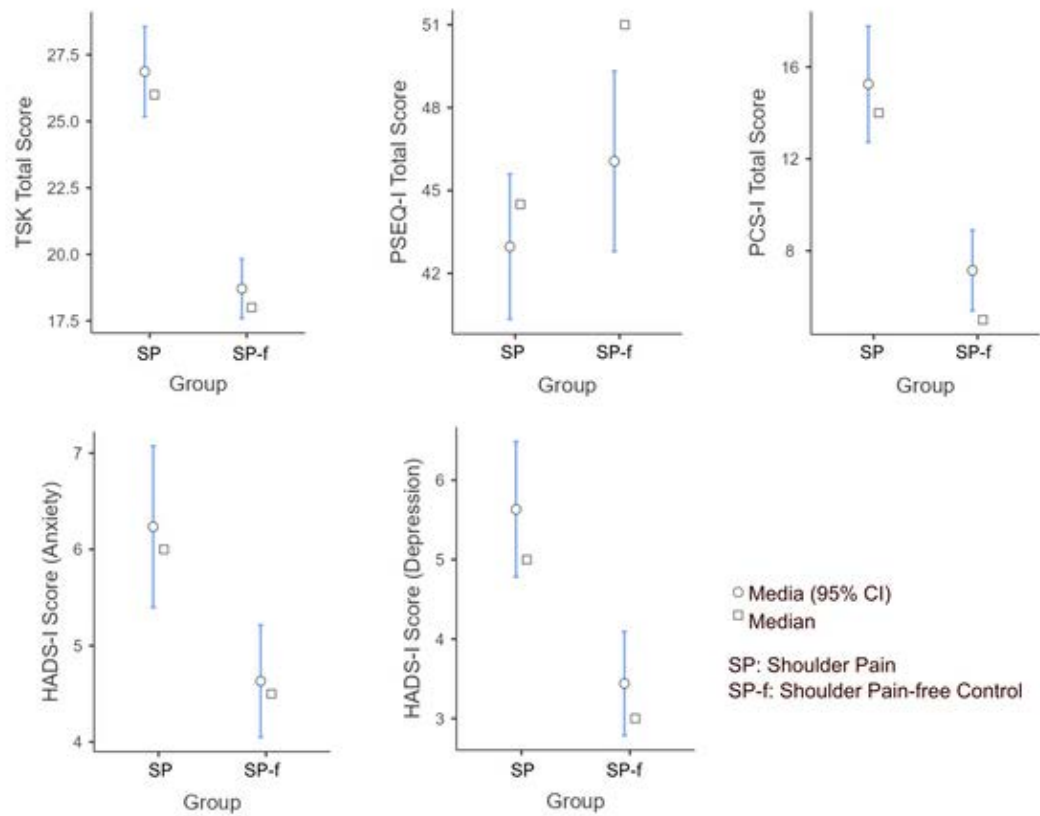 TSK Total Score
27.5
25.0
22.5
20.0
17.5
SP
SP-f
Group
PSEQ-I Total Score
51
48
45
42
SP
SP-f
Group
PCS-I Total Score
16
12
8
SP
SP-f
Group
HADS-I Score (Anxiety)
7
6
5
4
SP
SP-f
Group
HADS-I Score (Depression)
6
5
4
3
SP
SP-f
Group
Media (95% CI)
Median
SP: Shoulder Pain
SP-f: Shoulder Pain-free Control